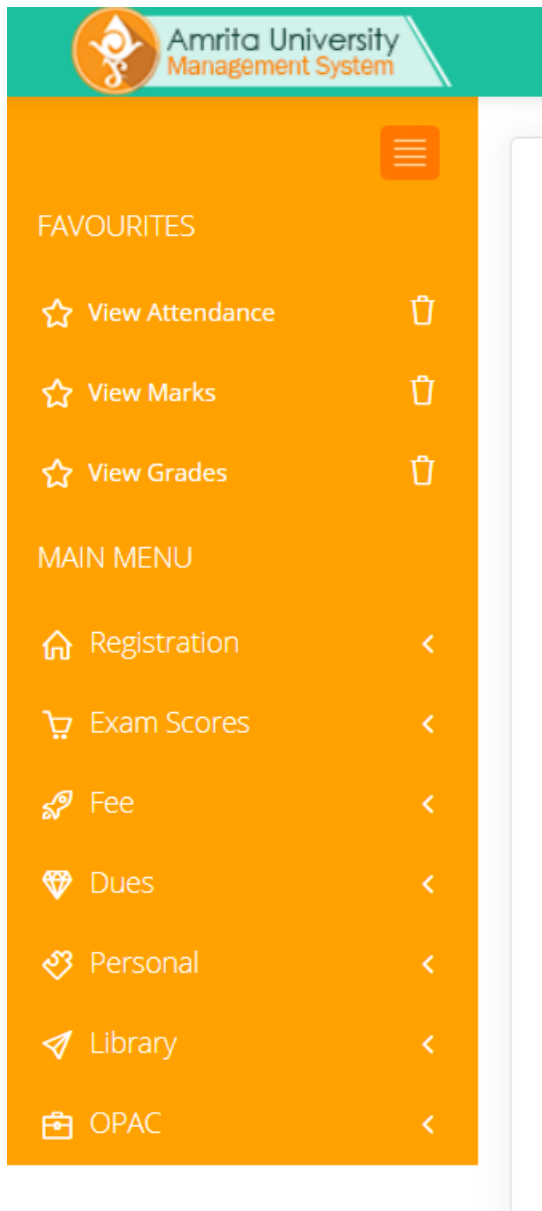 Amrita University
Management System
FAVOURITES
View Attendance
View Marks
View Grades
MAIN MENU
Registration
Exam Scores
Fee
Dues
Personal
Library
OPAC